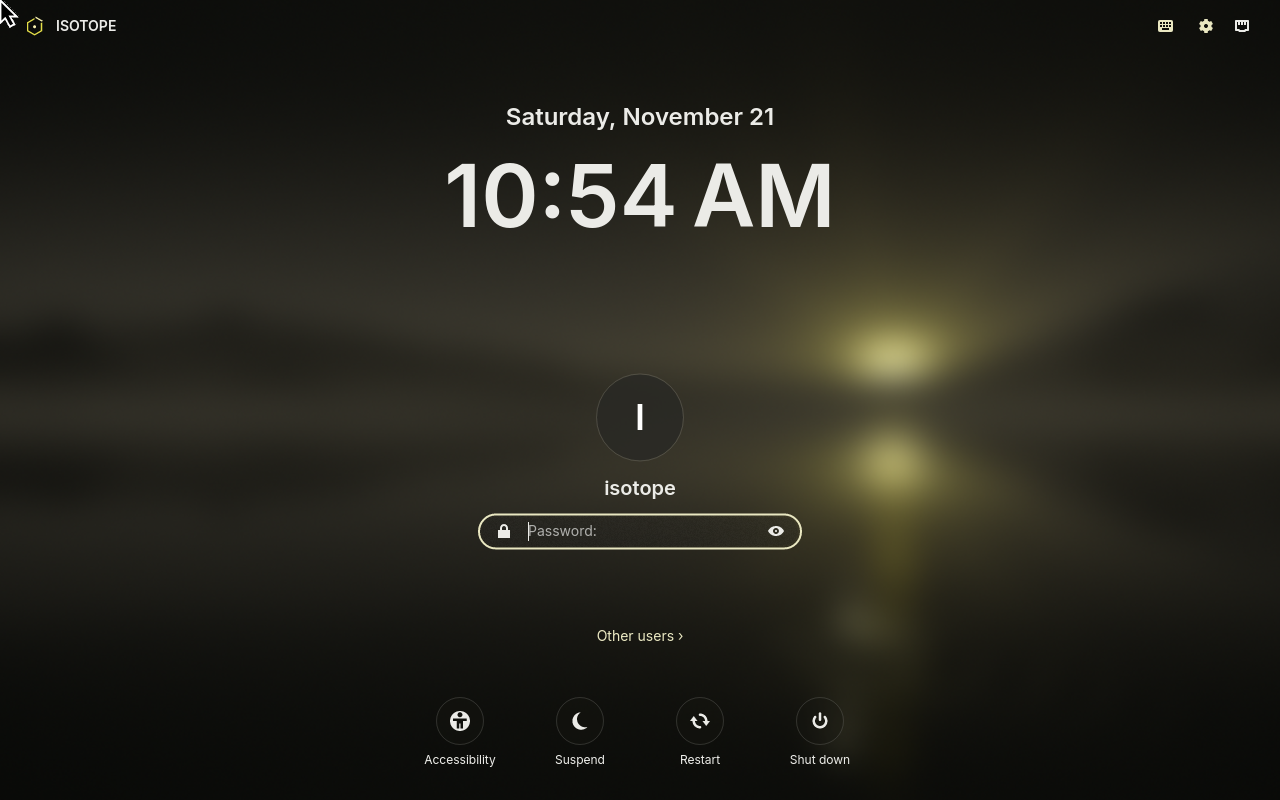 ISOTOPE
Saturday, November 21
10:54 AM
I
isotope
Password:
Other users ›
Accessibility
Suspend
Restart
Shut down